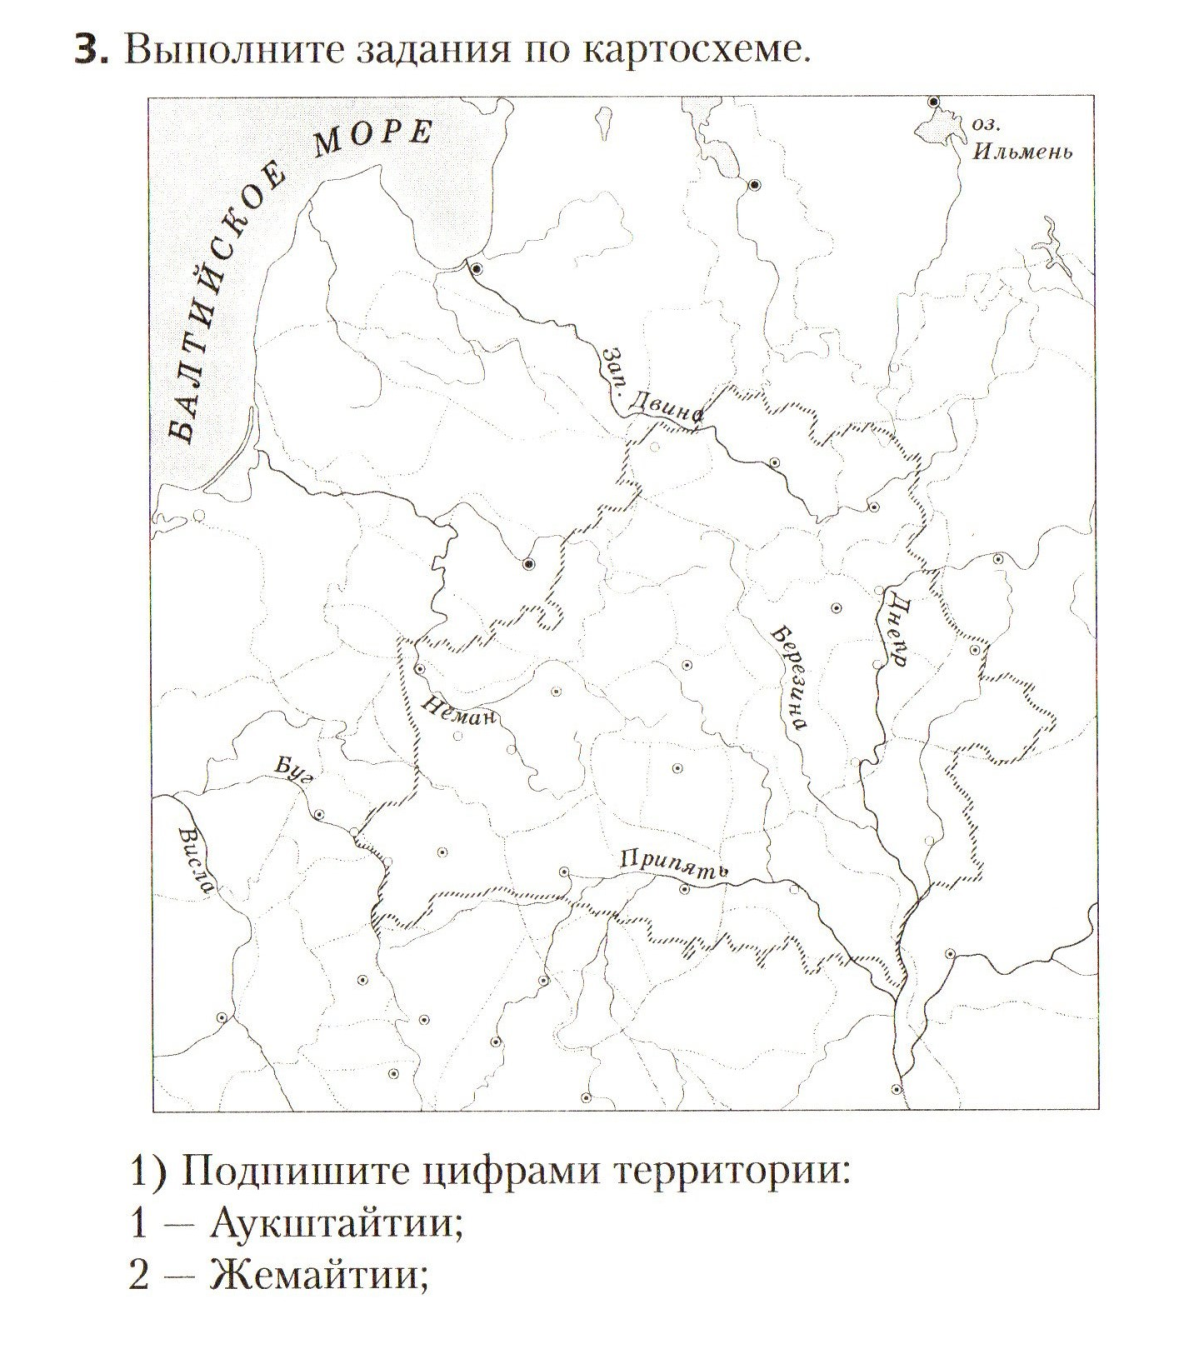 3. Выполните задания по картосхеме.
БАЛТИЙСКОЕ МОРЕ
оз.
Ильмень
Зап.
Двина
Днепр
Березина
Неман
Буг
Висла
Припять
1) Подпишите цифрами территории:
1 — Аукштайтии;
2 — Жемайтии;